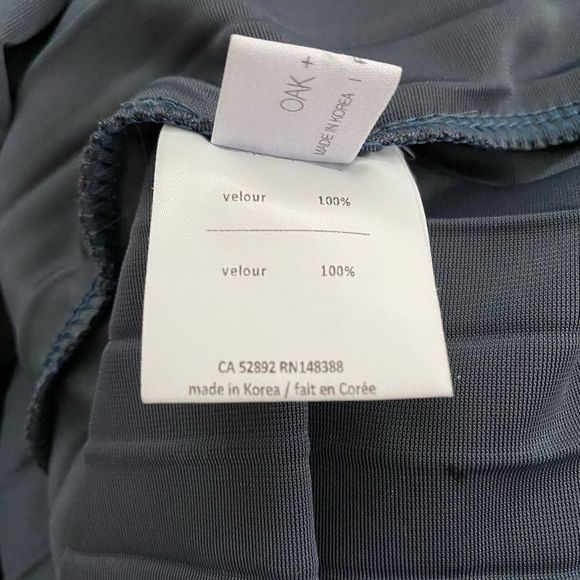 OAK +
MADE IN KOREA |
velour 100%
velour 100%
CA 52892 RN148388
made in Korea / fait en Corée